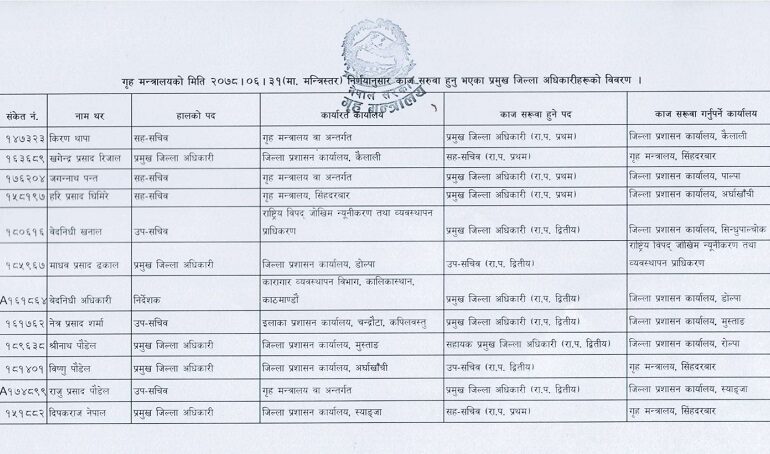 गृह मन्त्रालयको मिति २०७८।०६।३१(मा. मन्त्रिस्तर) निर्णयानुसार काज सरुवा हुनु भएका प्रमुख जिल्ला अधिकारीहरूको विवरण ।
नेपाल सरकार
गृह मन्त्रालय
संकेत नं. नाम थर हालको पद कार्यरत कार्यालय काज सरूवा हुने पद काज सरूवा गर्नुपर्ने कार्यालय
१४७३२३ किरण थापा सह-सचिव गृह मन्त्रालय वा अन्तर्गत प्रमुख जिल्ला अधिकारी (रा.प. प्रथम) जिल्ला प्रशासन कार्यालय, कैलाली
१६३६८९ खगेन्द्र प्रसाद रिजाल प्रमुख जिल्ला अधिकारी जिल्ला प्रशासन कार्यालय, कैलाली सह-सचिव (रा.प. प्रथम) गृह मन्त्रालय, सिंहदरबार
१७६२०४ जगन्नाथ पन्त सह-सचिव गृह मन्त्रालय वा अन्तर्गत प्रमुख जिल्ला अधिकारी (रा.प. प्रथम) जिल्ला प्रशासन कार्यालय, पाल्पा
१५८१९७ हरि प्रसाद घिमिरे सह-सचिव गृह मन्त्रालय, सिंहदरबार प्रमुख जिल्ला अधिकारी (रा.प. प्रथम) जिल्ला प्रशासन कार्यालय, अर्घाखाँची
राष्ट्रिय विपद् जोखिम न्यूनीकरण तथा व्यवस्थापन
१८०६१६ वेदनिधी खनाल उप-सचिव प्राधिकरण प्रमुख जिल्ला अधिकारी (रा.प. द्वितीय) जिल्ला प्रशासन कार्यालय, सिन्धुपाल्चोक
राष्ट्रिय विपद् जोखिम न्यूनीकरण तथा
१८५९६७ माधव प्रसाद ढकाल प्रमुख जिल्ला अधिकारी जिल्ला प्रशासन कार्यालय, डोल्पा उप-सचिव (रा.प. द्वितीय) व्यवस्थापन प्राधिकरण
कारागार व्यवस्थापन विभाग, कालिकास्थान,
A१६१८६४ वेदनिधी अधिकारी निर्देशक काठमाण्डौ प्रमुख जिल्ला अधिकारी (रा.प. द्वितीय) जिल्ला प्रशासन कार्यालय, डोल्पा
१६१७६२ नेत्र प्रसाद शर्मा उप-सचिव इलाका प्रशासन कार्यालय, चन्द्रौटा, कपिलवस्तु प्रमुख जिल्ला अधिकारी (रा.प. द्वितीय) जिल्ला प्रशासन कार्यालय, मुस्ताङ
१८९६३८ श्रीनाथ पौडेल प्रमुख जिल्ला अधिकारी जिल्ला प्रशासन कार्यालय, मुस्ताङ सहायक प्रमुख जिल्ला अधिकारी (रा.प. द्वितीय) जिल्ला प्रशासन कार्यालय, रोल्पा
१८१४०१ विष्णु पौडेल प्रमुख जिल्ला अधिकारी जिल्ला प्रशासन कार्यालय, अर्घाखाँची उप-सचिव (रा.प. द्वितीय) गृह मन्त्रालय, सिंहदरबार
A१७४८९९ राजु प्रसाद पौडेल उप-सचिव गृह मन्त्रालय वा अन्तर्गत प्रमुख जिल्ला अधिकारी (रा.प. द्वितीय) जिल्ला प्रशासन कार्यालय, स्याङ्जा
१५१८८२ दिपकराज नेपाल प्रमुख जिल्ला अधिकारी जिल्ला प्रशासन कार्यालय, स्याङ्जा सह-सचिव (रा.प. प्रथम) गृह मन्त्रालय, सिंहदरबार